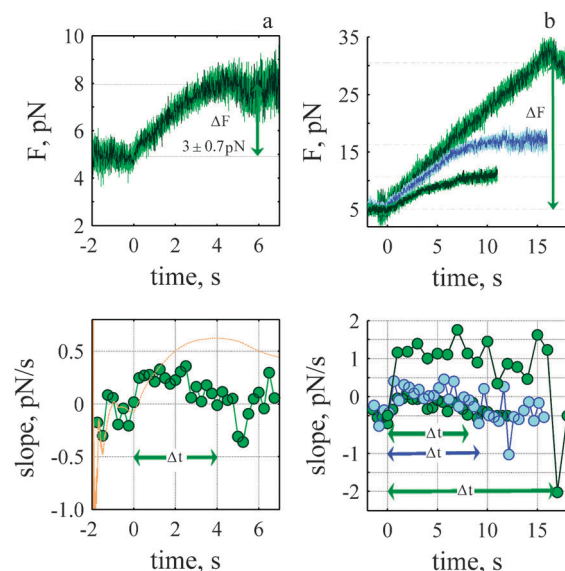 a
b
10
8
6
4
2
F, pN
ΔF
3 ± 0.7 pN
-2 0 2 4 6
time, s
35
25
15
5
F, pN
ΔF
0 5 10 15
time, s
0.5
0
-0.5
-1.0
slope, pN/s
Δt
-2 0 2 4 6
time, s
2
1
0
-1
-2
slope, pN/s
Δt
Δt
Δt
0 5 10 15
time, s